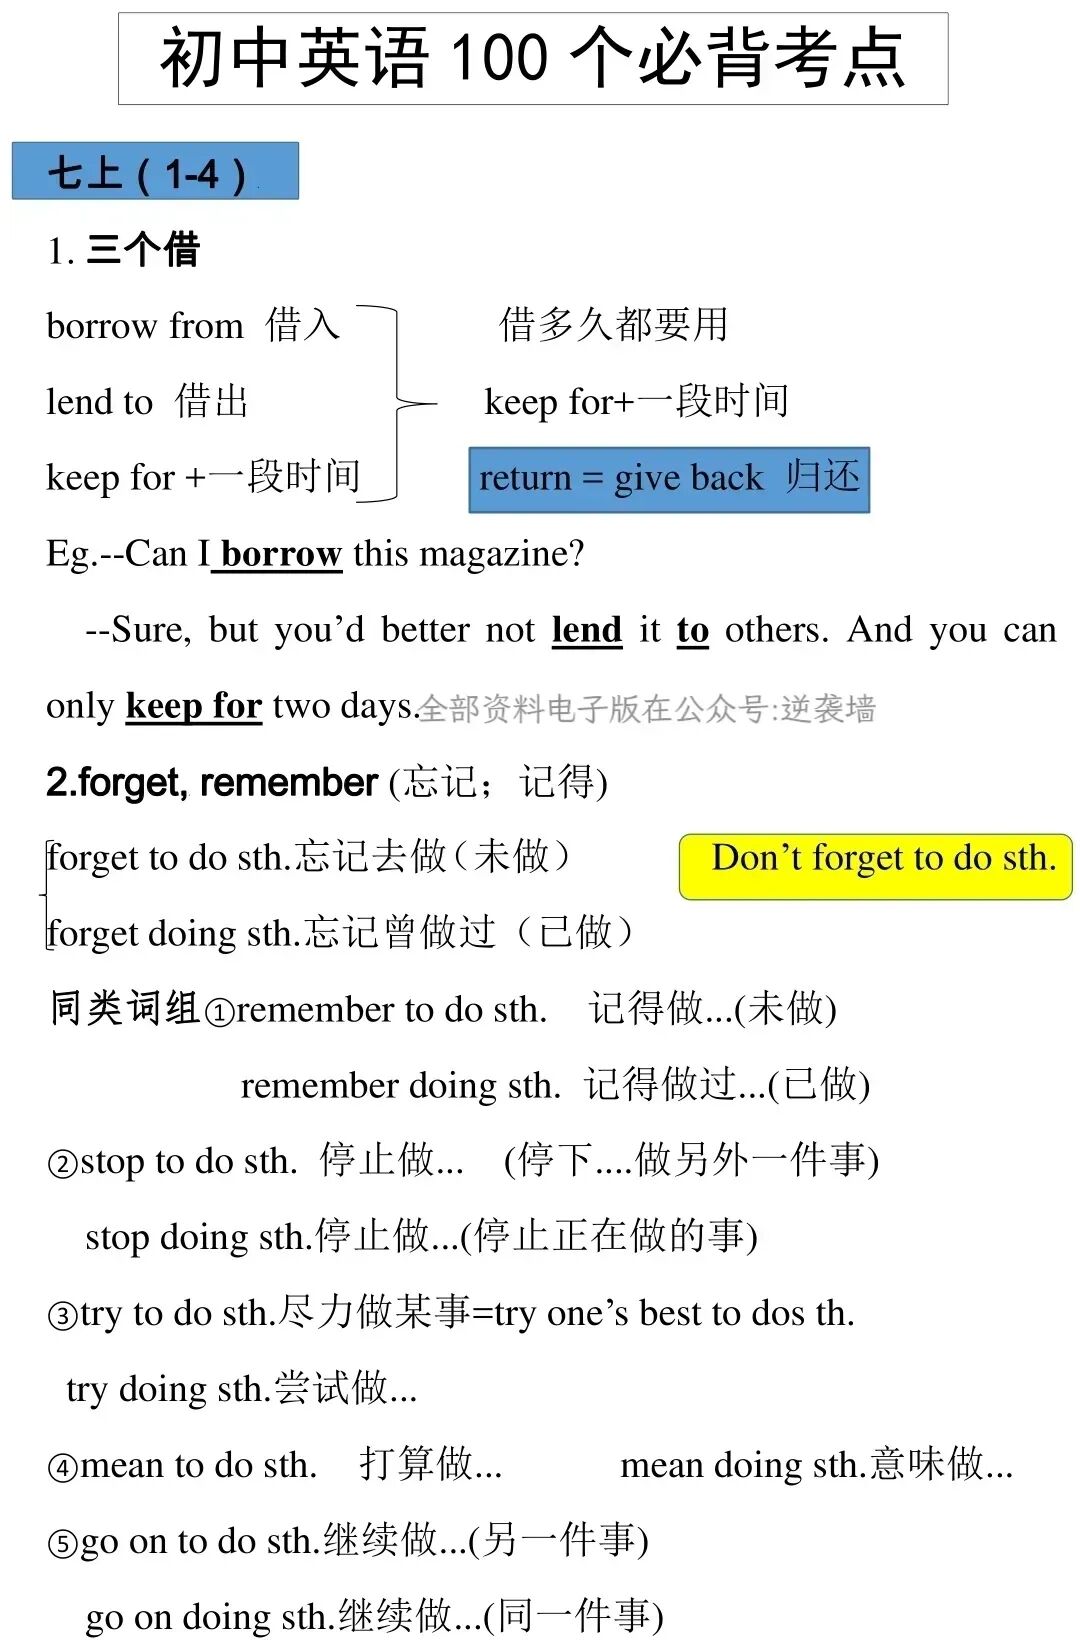 初中英语 100 个必背考点
七上（1-4）
1. 三个借
borrow from 借入 借多久都要用
lend to 借出 keep for+一段时间
keep for +一段时间 return = give back 归还
Eg.--Can I borrow this magazine?
--Sure, but you’d better not lend it to others. And you can
only keep for two days.全部资料电子版在公众号:逆袭墙
2.forget, remember (忘记；记得)
forget to do sth.忘记去做（未做） Don’t forget to do sth.
forget doing sth.忘记曾做过（已做）
同类词组①remember to do sth. 记得做...(未做)
remember doing sth. 记得做过...(已做)
②stop to do sth. 停止做... (停下....做另外一件事)
stop doing sth.停止做...(停止正在做的事)
③try to do sth.尽力做某事=try one’s best to dos th.
try doing sth.尝试做...
④mean to do sth. 打算做... mean doing sth.意味做...
⑤go on to do sth.继续做...(另一件事)
go on doing sth.继续做...(同一件事)